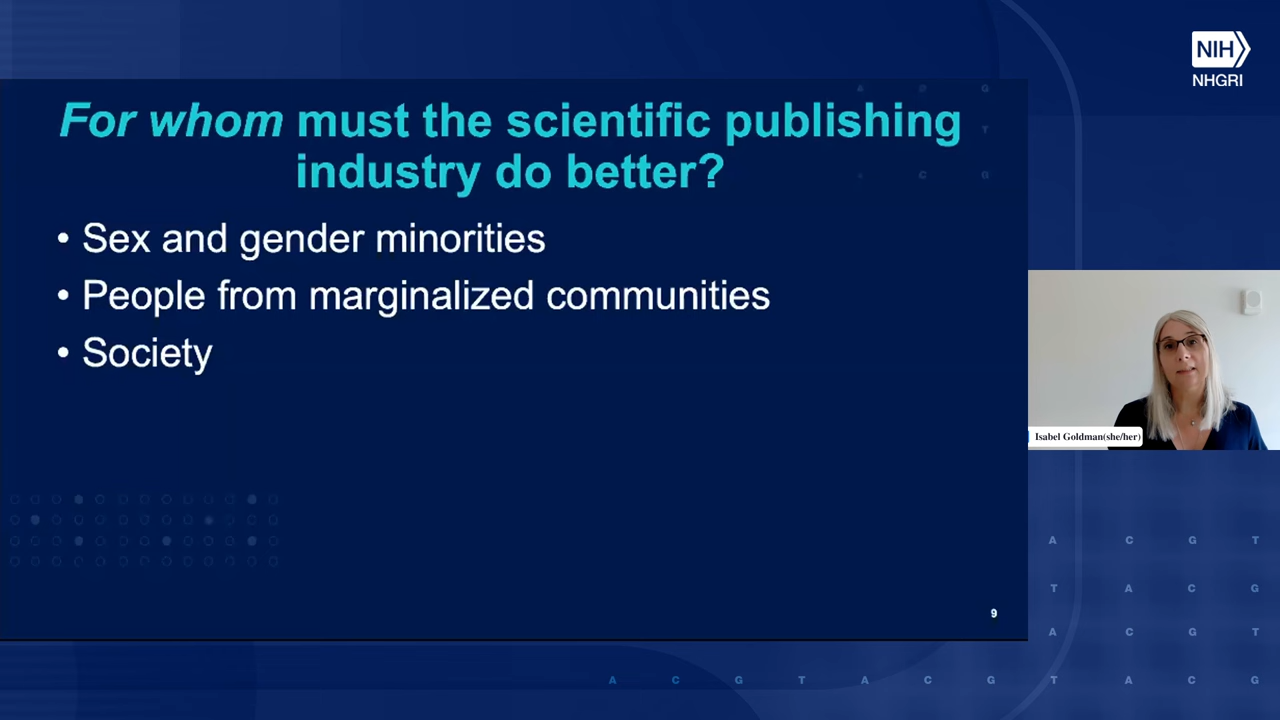 NIH
NHGRI
For whom must the scientific publishing
industry do better?
• Sex and gender minorities
• People from marginalized communities
• Society
Isabel Goldman(she/her)
9
A C G T
T A C G
A C G T
A C G T A C G T A C G